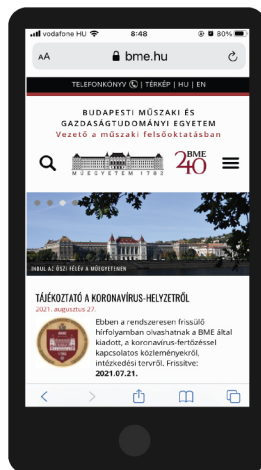 vodafone HU 8:48 80%
AA bme.hu
TELEFONKÖNYV | TÉRKÉP | HU | EN
BUDAPESTI MŰSZAKI ÉS
GAZDASÁGTUDOMÁNYI EGYETEM
Vezető a műszaki felsőoktatásban
BME
240
MŰEGYETEM 1782
INDUL AZ ŐSZI FÉLÉV A MŰEGYETEMEN
TÁJÉKOZTATÓ A KORONAVÍRUS-HELYZETRŐL
2021. augusztus 27.
Ebben a rendszeresen frissülő
hírfolyamban olvashatnak a BME által
kiadott, a koronavírus-fertőzéssel
kapcsolatos közleményekről,
intézkedési tervről. Frissítve:
2021.07.21.